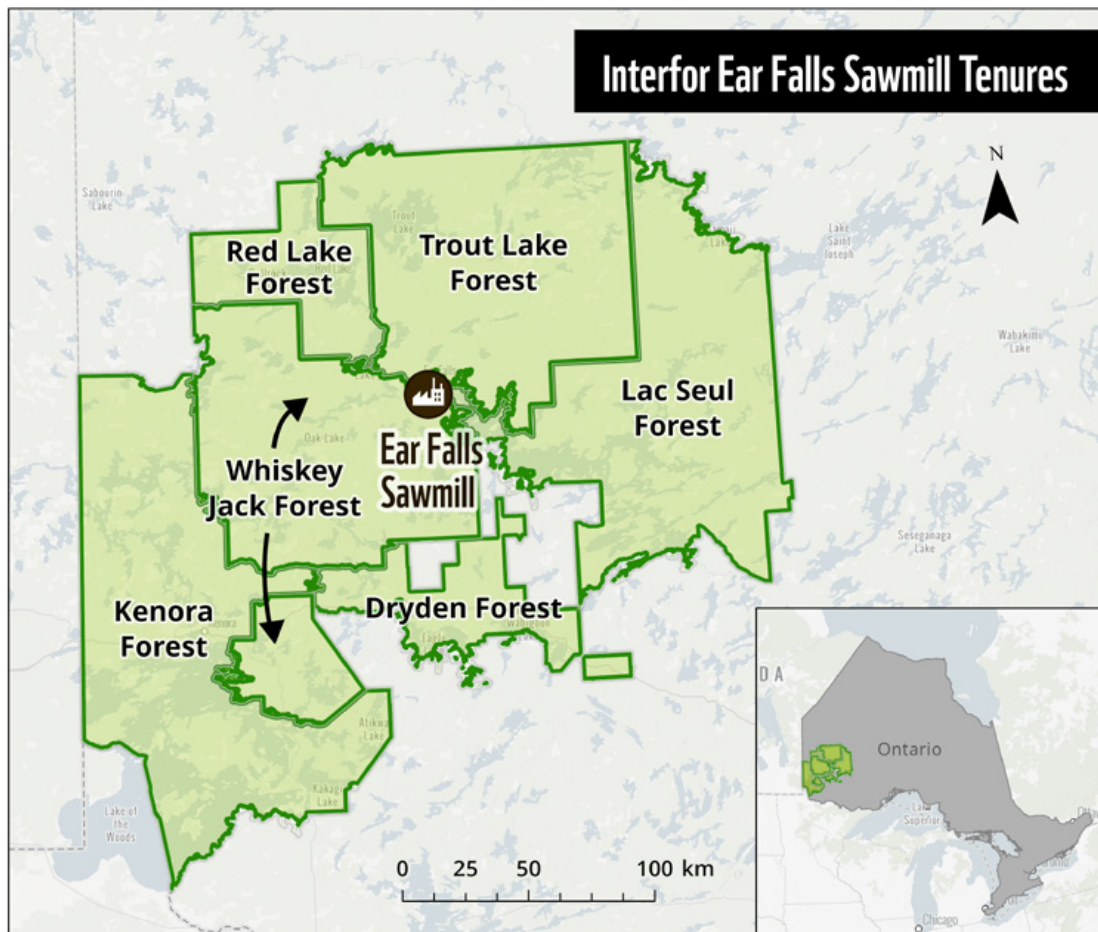 Interfor Ear Falls Sawmill Tenures
N
Sabourin
Lake
Trout
Lake
Red Lake
Forest
Trout Lake
Forest
Lake
Saint
Joseph
Wabakimi
Lake
Lac Seul
Forest
Oak Lake
Ear Falls
Sawmill
Whiskey
Jack Forest
Seseganaga
Lake
Kenora
Forest
Dryden Forest
Atikwa
Lake
Kakagi
Lake
Lake of
the
Woods
0 25 50 100 km
D A
Ontario
Lake
Superior
Chicago